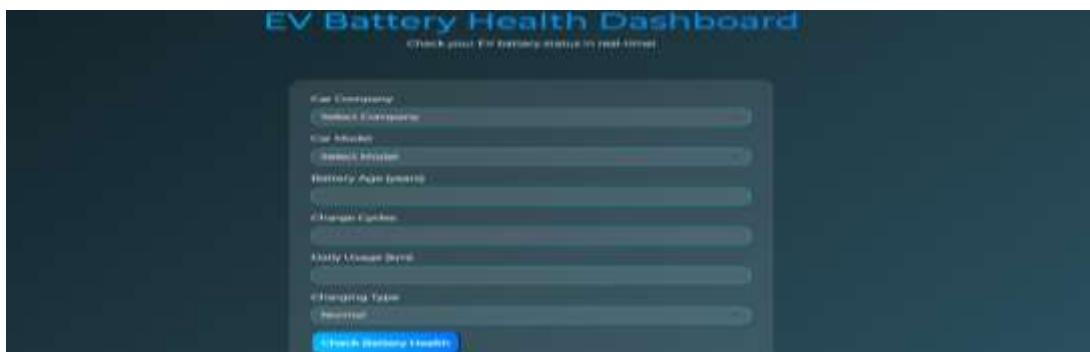 EV Battery Health Dashboard
Check your EV battery status in real-time!
Car Company
Select Company
Car Model
Select Model
Battery Age (years)
Charge Cycles
Daily Usage (km)
Charging Type
Normal
Check Battery Health